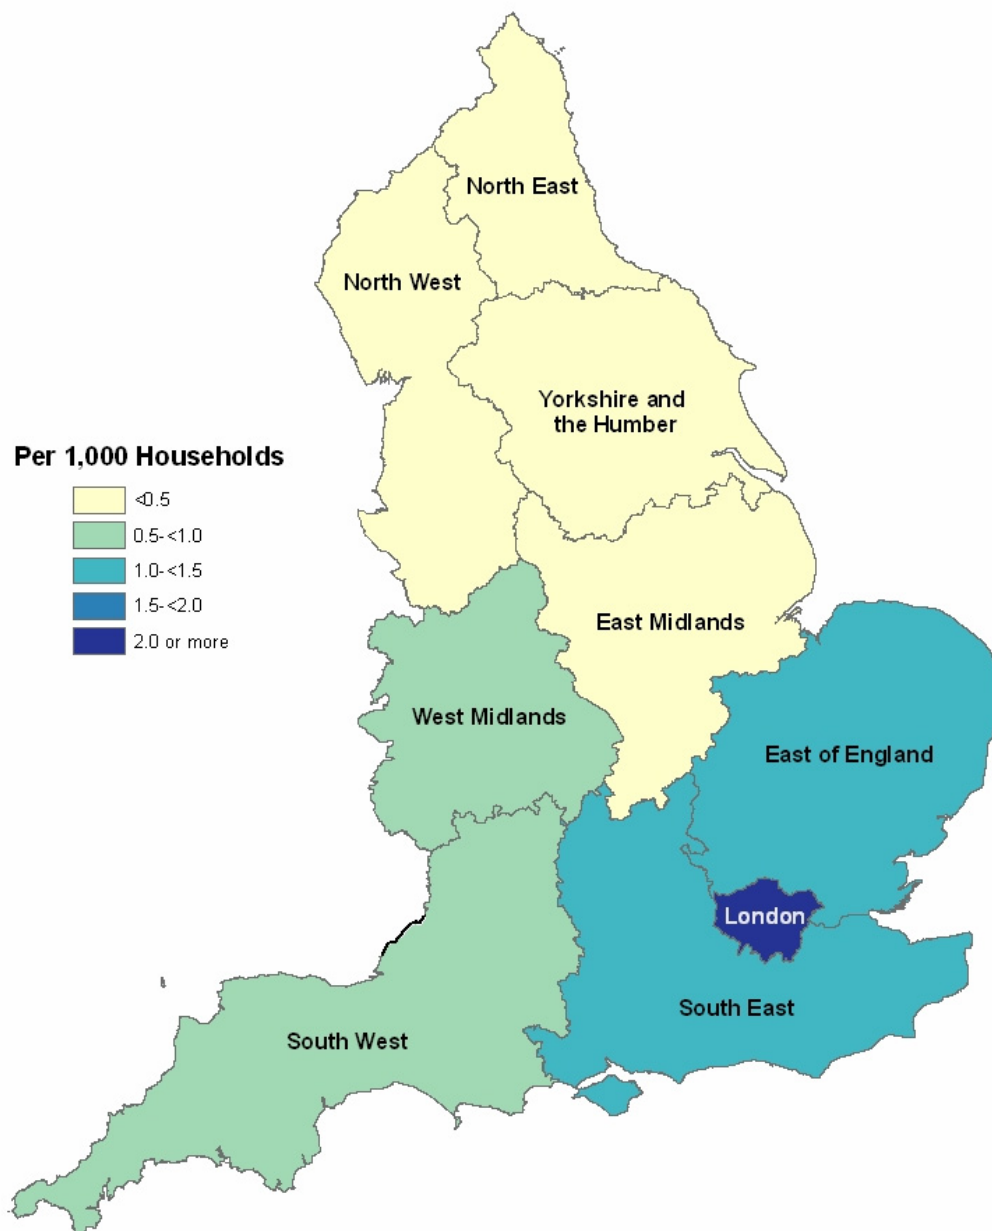 North East
North West
Yorkshire and
the Humber
Per 1,000 Households
<0.5
0.5-<1.0
1.0-<1.5
1.5-<2.0
2.0 or more
East Midlands
West Midlands
East of England
London
South East
South West